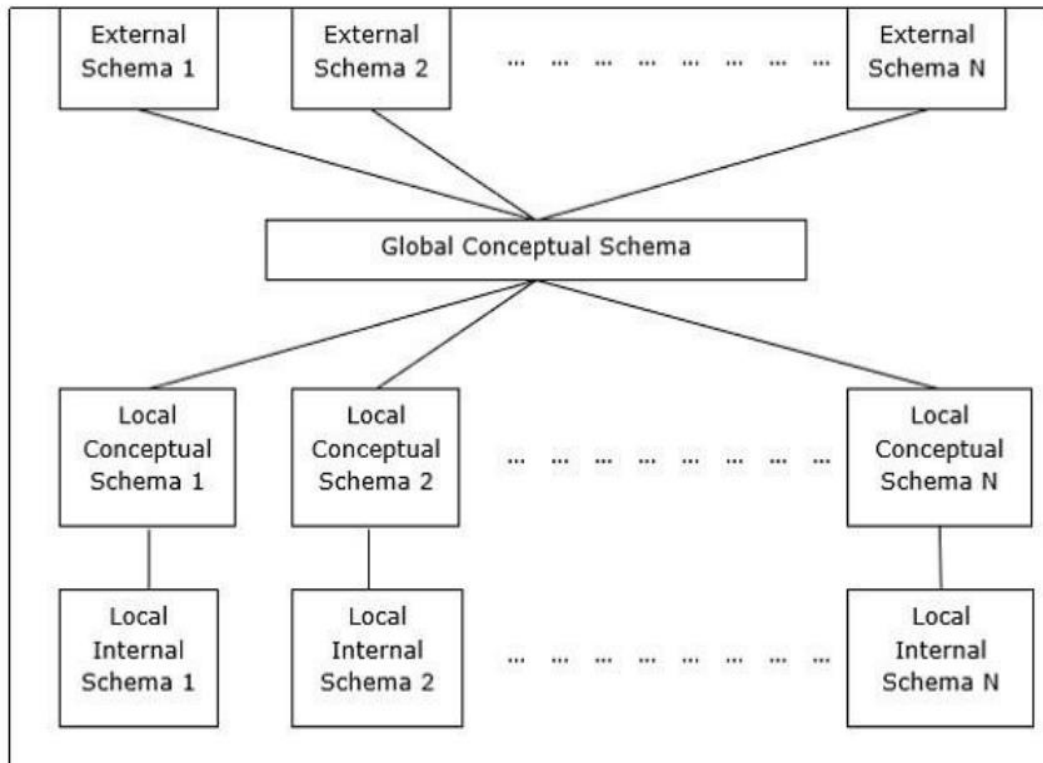 External
Schema 1
External
Schema 2
... ... ... ... ... ... ... ...
External
Schema N
Global Conceptual Schema
Local
Conceptual
Schema 1
Local
Conceptual
Schema 2
... ... ... ... ... ... ... ...
Local
Conceptual
Schema N
Local
Internal
Schema 1
Local
Internal
Schema 2
... ... ... ... ... ... ... ...
Local
Internal
Schema N